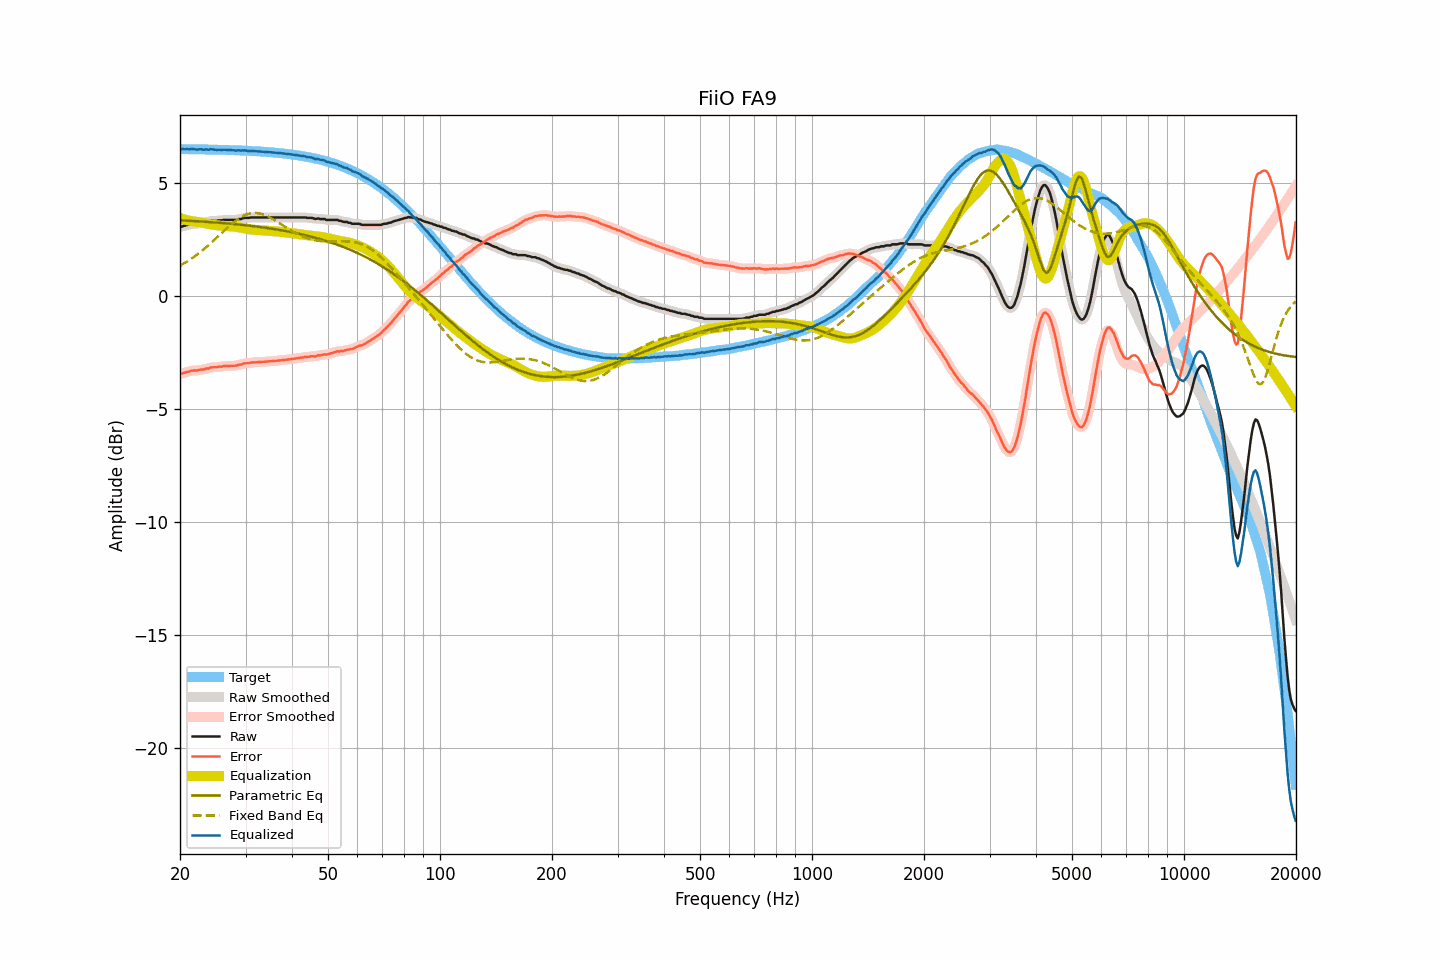 FiiO FA9
Amplitude (dBr)
5
0
−5
−10
−15
−20
Target
Raw Smoothed
Error Smoothed
Raw
Error
Equalization
Parametric Eq
Fixed Band Eq
Equalized
20 50 100 200 500 1000 2000 5000 10000 20000
Frequency (Hz)